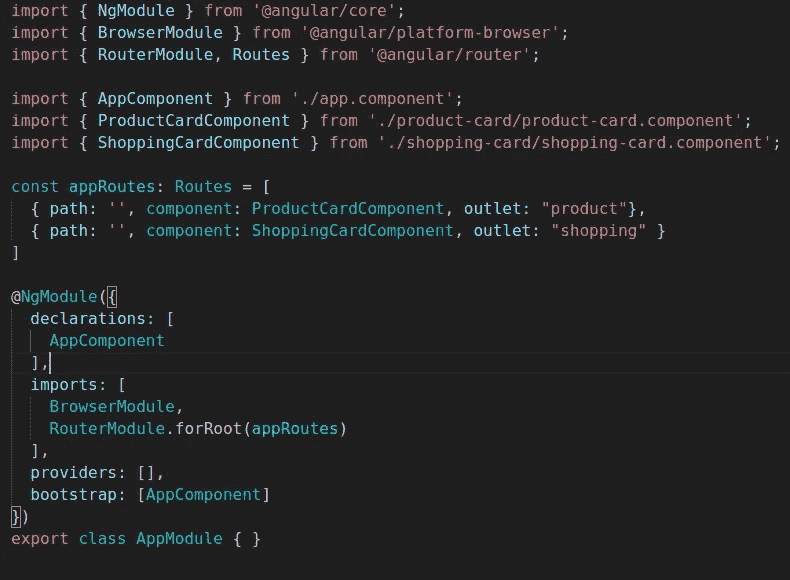 import { NgModule } from '@angular/core';
import { BrowserModule } from '@angular/platform-browser';
import { RouterModule, Routes } from '@angular/router';

import { AppComponent } from './app.component';
import { ProductCardComponent } from './product-card/product-card.component';
import { ShoppingCardComponent } from './shopping-card/shopping-card.component';

const appRoutes: Routes = [
  { path: '', component: ProductCardComponent, outlet: "product"},
  { path: '', component: ShoppingCardComponent, outlet: "shopping" }
]

@NgModule({
  declarations: [
    AppComponent
  ],
  imports: [
    BrowserModule,
    RouterModule.forRoot(appRoutes)
  ],
  providers: [],
  bootstrap: [AppComponent]
})
export class AppModule { }